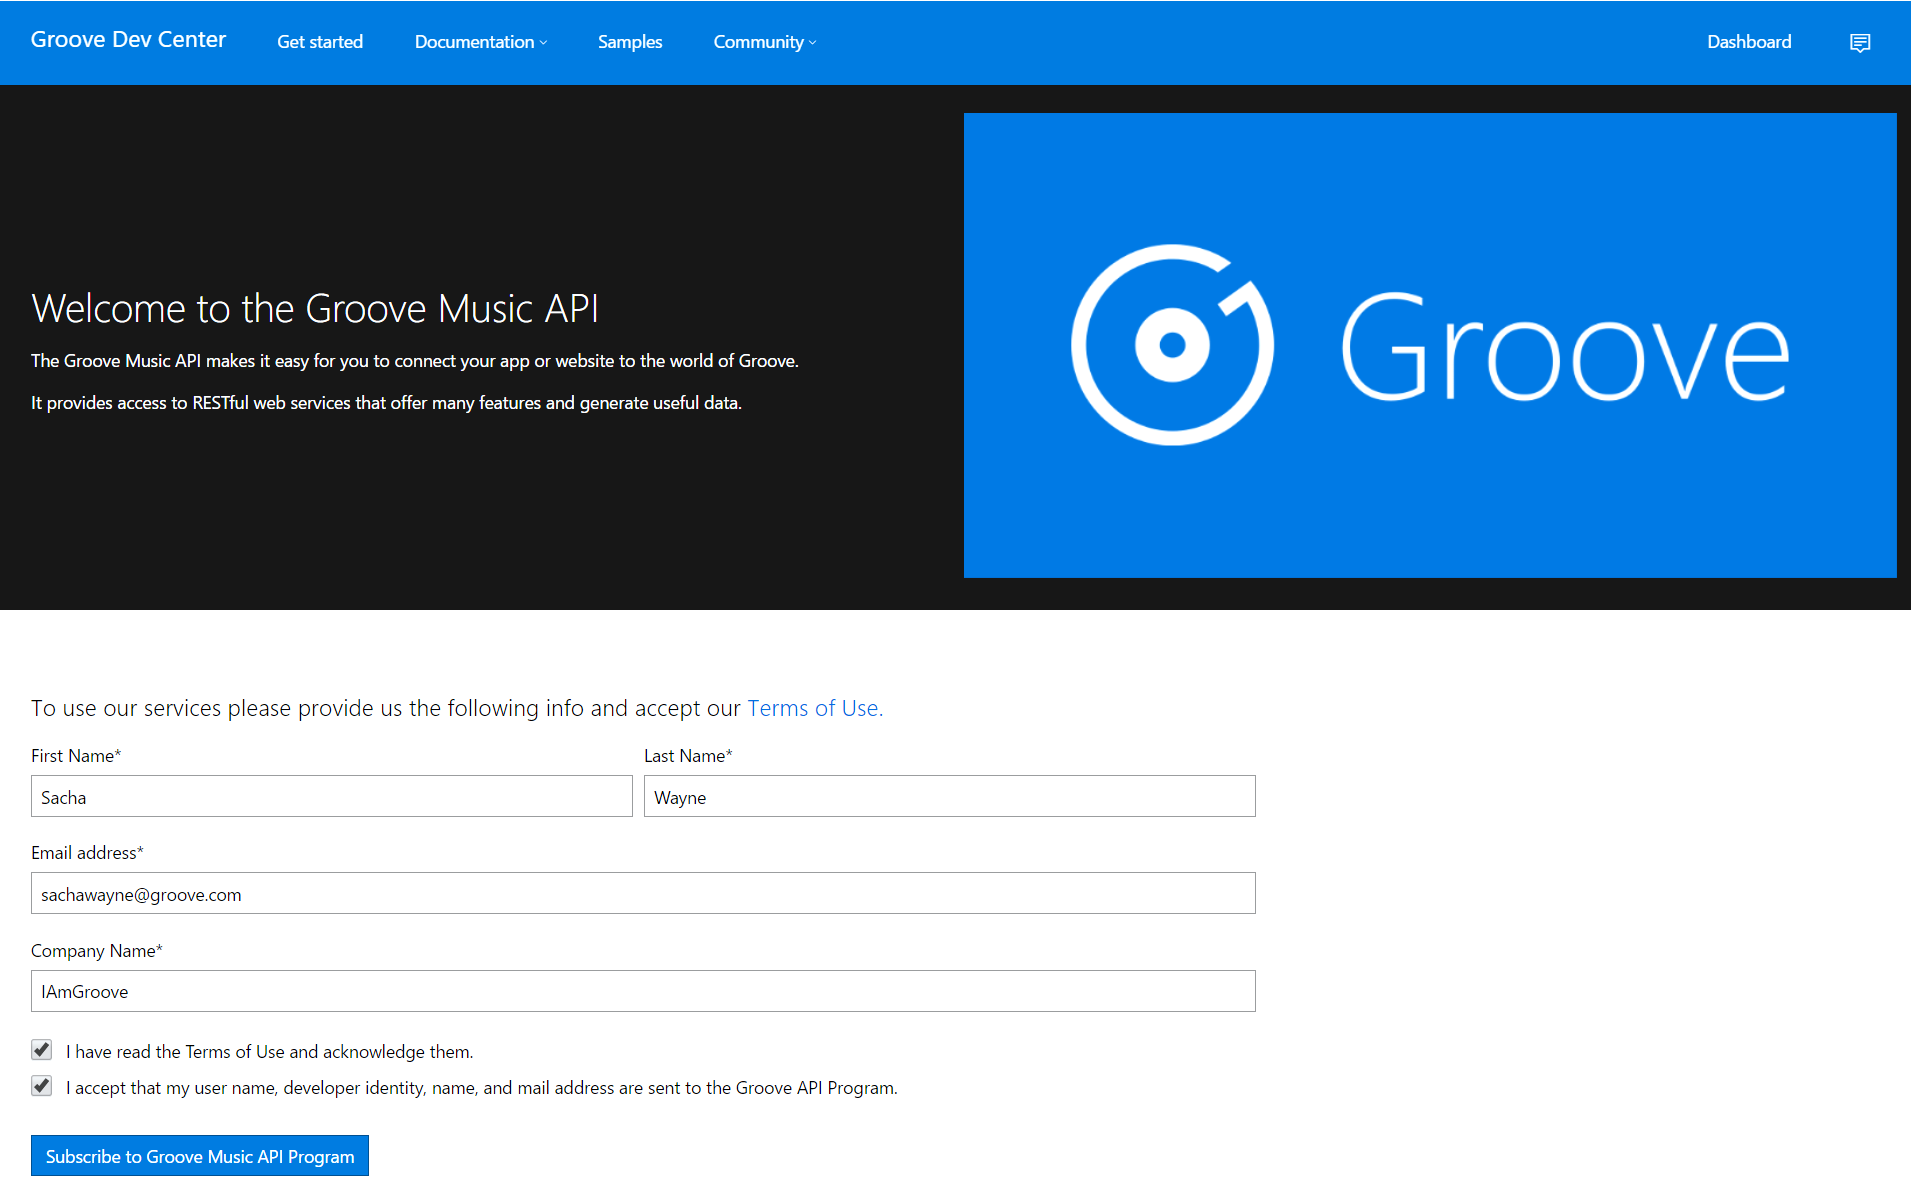 Groove Dev Center
Get started
Documentation
Samples
Community
Dashboard
Welcome to the Groove Music API
The Groove Music API makes it easy for you to connect your app or website to the world of Groove.
It provides access to RESTful web services that offer many features and generate useful data.
Groove
To use our services please provide us the following info and accept our Terms of Use.
First Name*
Last Name*
Sacha
Wayne
Email address*
sachawayne@groove.com
Company Name*
IAmGroove
I have read the Terms of Use and acknowledge them.
I accept that my user name, developer identity, name, and mail address are sent to the Groove API Program.
Subscribe to Groove Music API Program